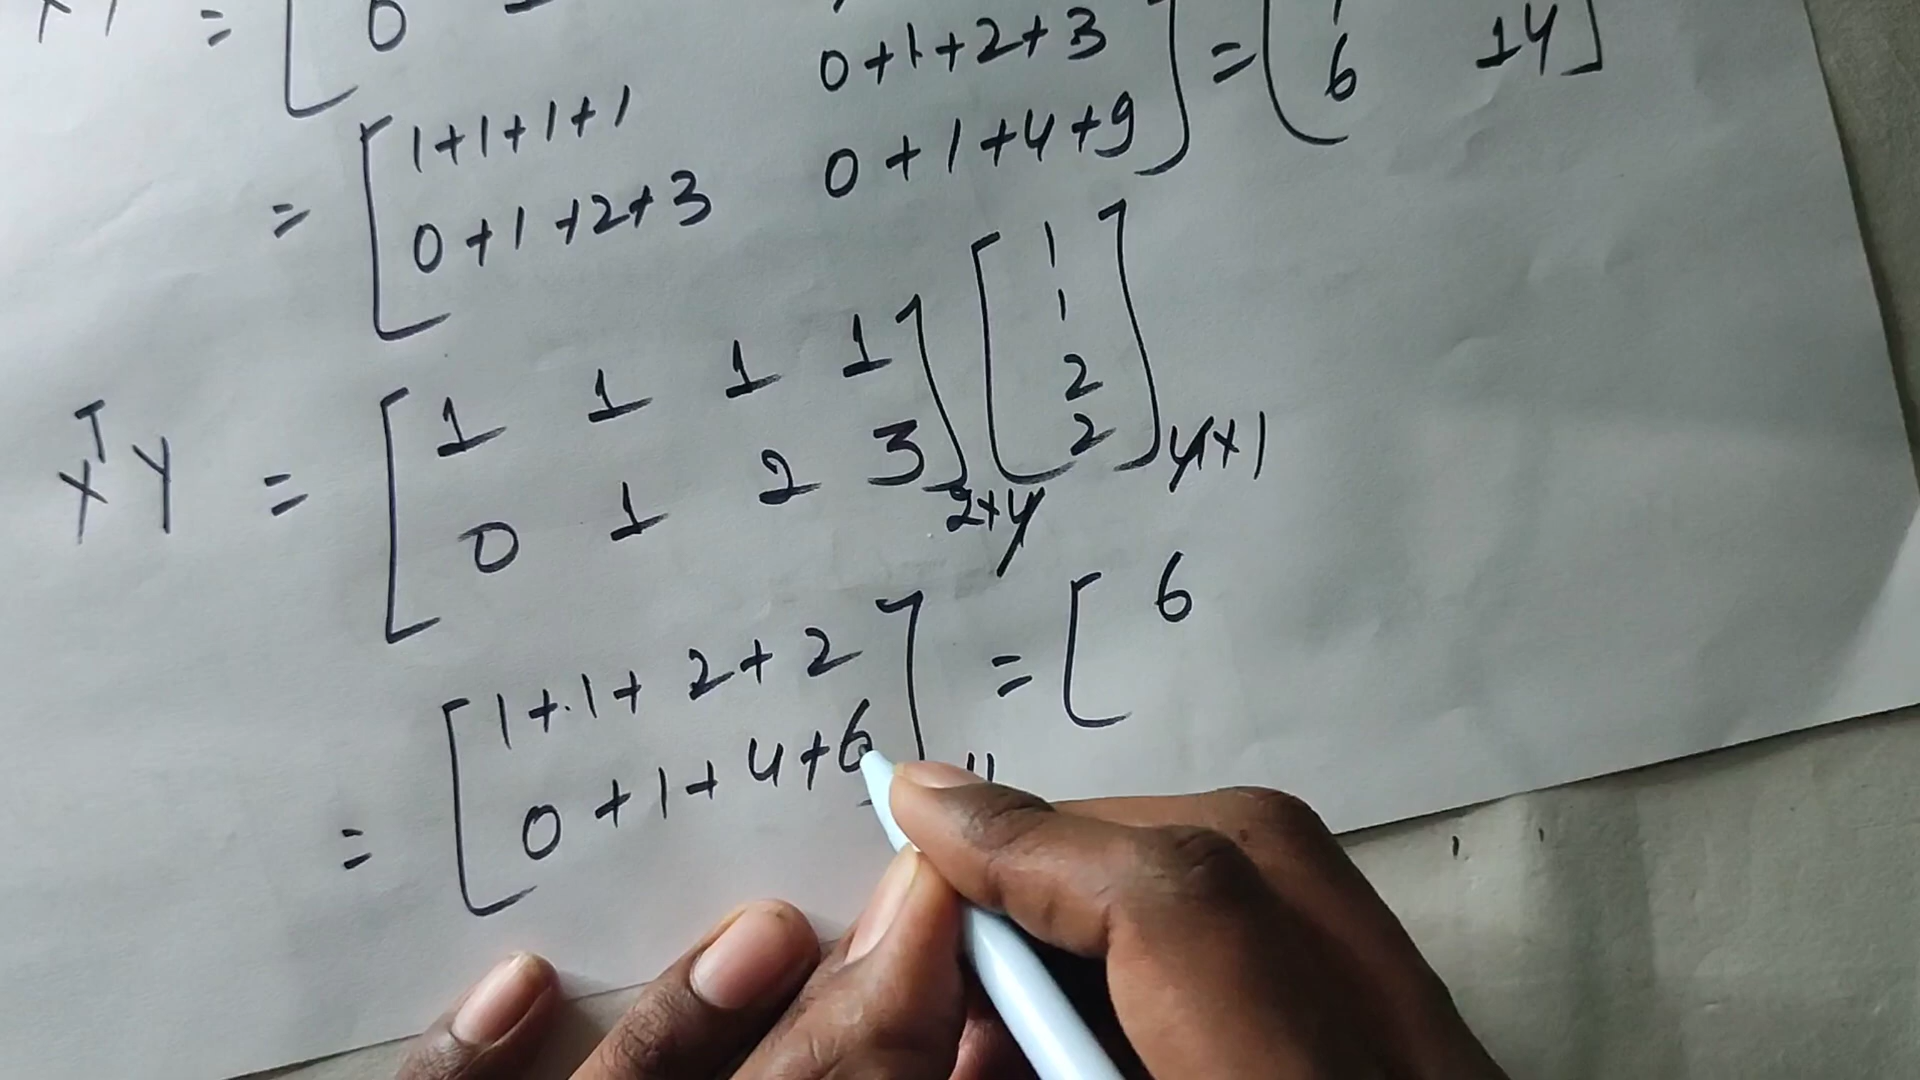 = [ 0
0+1+2+3 ] = [ 6 14 ]
= [ 1+1+1+1
0+1+2+3 0+1+4+9 ]
XᵀY = [ 1 1 1 1
0 1 2 3 ]2×4 [ 1
1
2
2 ]4×1
= [ 1+1+2+2
0+1+4+6 ] = [ 6